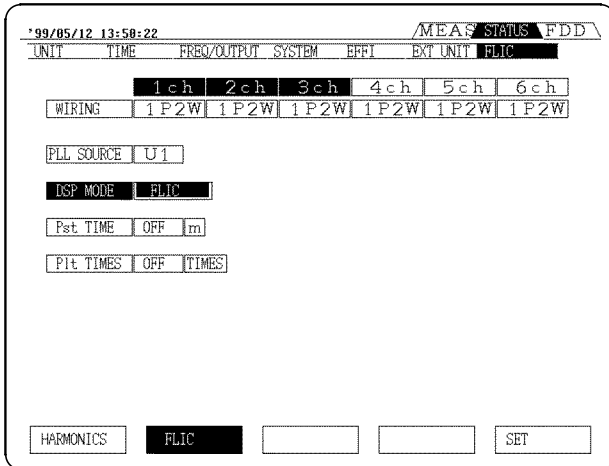 '99/05/12 13:50:22 MEAS STATUS FDD
UNIT TIME FREQ/OUTPUT SYSTEM EFFI EXT UNIT FLIC
1ch 2ch 3ch 4ch 5ch 6ch
WIRING 1P2W 1P2W 1P2W 1P2W 1P2W 1P2W
PLL SOURCE U1
DSP MODE FLIC
Pst TIME OFF m
Plt TIMES OFF TIMES
HARMONICS FLIC SET